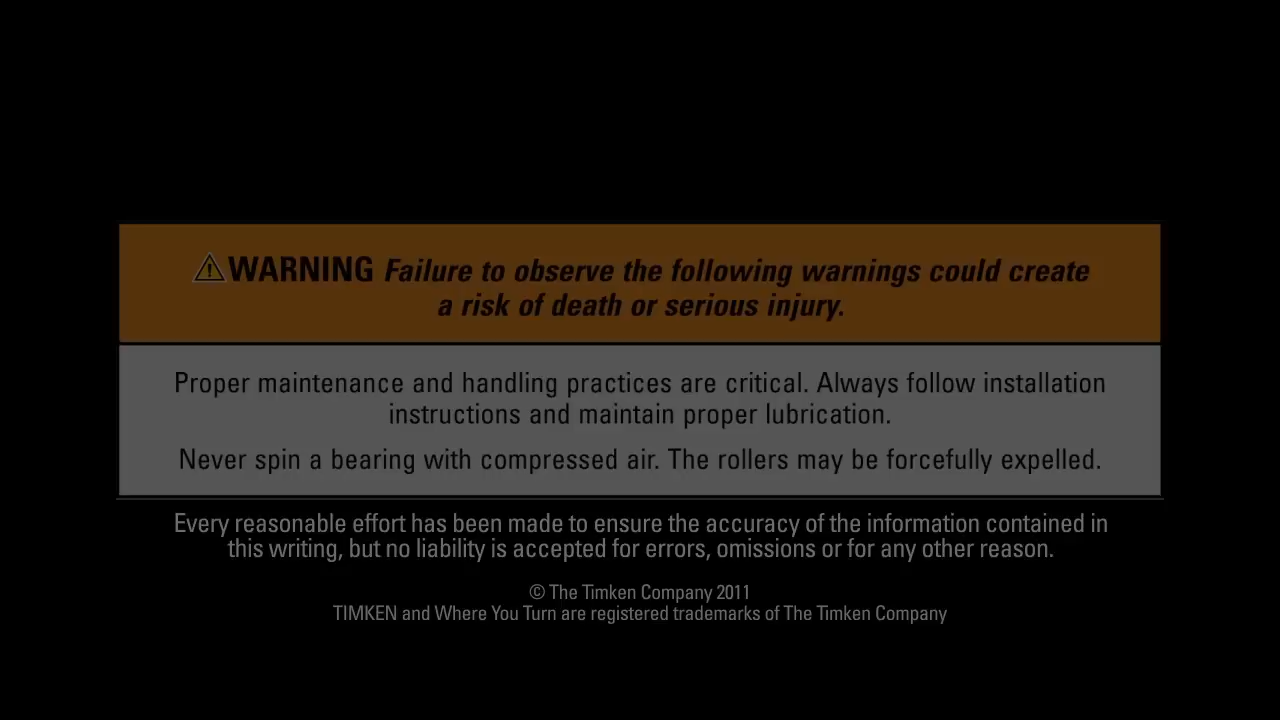 ⚠WARNING Failure to observe the following warnings could create
a risk of death or serious injury.
Proper maintenance and handling practices are critical. Always follow installation
instructions and maintain proper lubrication.
Never spin a bearing with compressed air. The rollers may be forcefully expelled.
Every reasonable effort has been made to ensure the accuracy of the information contained in
this writing, but no liability is accepted for errors, omissions or for any other reason.
© The Timken Company 2011
TIMKEN and Where You Turn are registered trademarks of The Timken Company